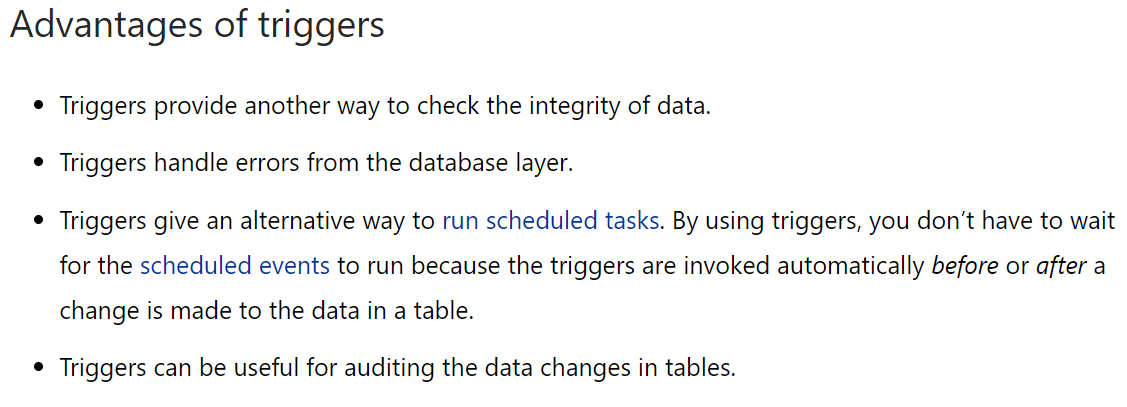 Advantages of triggers
• Triggers provide another way to check the integrity of data.
• Triggers handle errors from the database layer.
• Triggers give an alternative way to run scheduled tasks. By using triggers, you don’t have to wait
for the scheduled events to run because the triggers are invoked automatically before or after a
change is made to the data in a table.
• Triggers can be useful for auditing the data changes in tables.